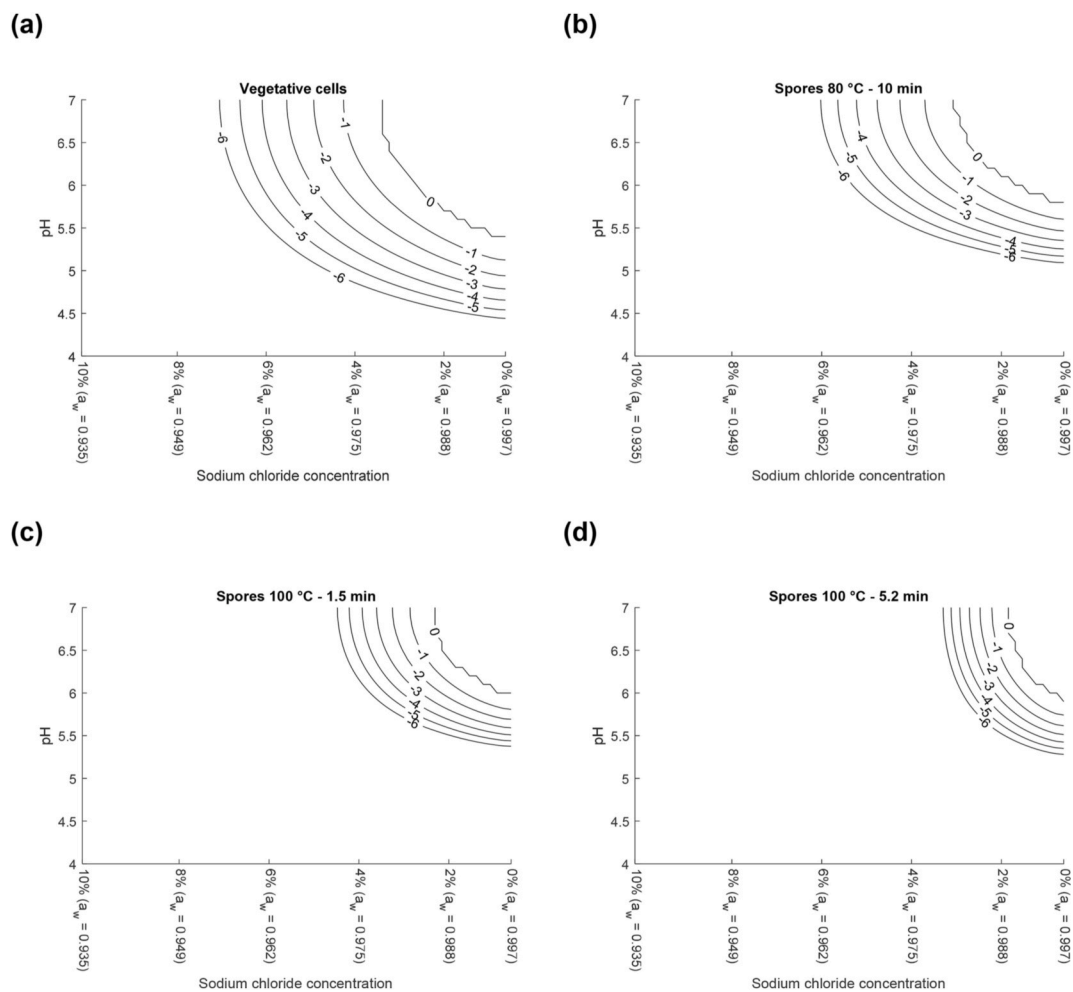 (a)
Vegetative cells
7
6.5
6
5.5
5
4.5
4
pH
-6
-5
-4
-3
-2
-1
0
-1
-2
-3
-4
-5
-6
10% (aw = 0.935)
8% (aw = 0.949)
6% (aw = 0.962)
4% (aw = 0.975)
2% (aw = 0.988)
0% (aw = 0.997)
Sodium chloride concentration
(b)
Spores 80 °C - 10 min
7
6.5
6
5.5
5
4.5
4
pH
-4
-5
-6
0
-1
-2
-3
-4
-5
-6
10% (aw = 0.935)
8% (aw = 0.949)
6% (aw = 0.962)
4% (aw = 0.975)
2% (aw = 0.988)
0% (aw = 0.997)
Sodium chloride concentration
(c)
Spores 100 °C - 1.5 min
7
6.5
6
5.5
5
4.5
4
pH
0
-1
-2
-3
-4
-5
-6
10% (aw = 0.935)
8% (aw = 0.949)
6% (aw = 0.962)
4% (aw = 0.975)
2% (aw = 0.988)
0% (aw = 0.997)
Sodium chloride concentration
(d)
Spores 100 °C - 5.2 min
7
6.5
6
5.5
5
4.5
4
pH
0
-1
-2
-3
-4
-5
-6
10% (aw = 0.935)
8% (aw = 0.949)
6% (aw = 0.962)
4% (aw = 0.975)
2% (aw = 0.988)
0% (aw = 0.997)
Sodium chloride concentration